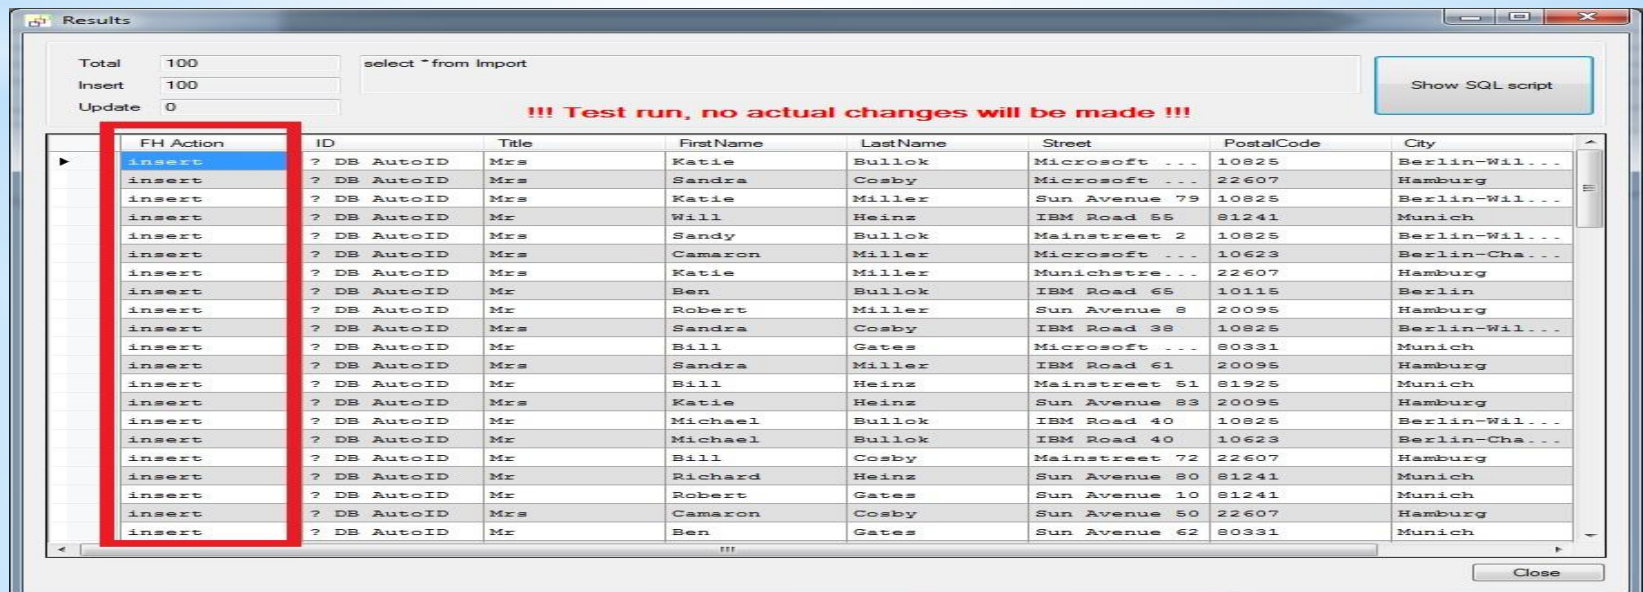 Results
Total 100 select * from Import
Insert 100 Show SQL script
Update 0
!!! Test run, no actual changes will be made !!!
FH Action ID Title FirstName LastName Street PostalCode City
insert ? DB AutoID Mrs Katie Bullok Microsoft ... 10825 Berlin-Wil...
insert ? DB AutoID Mrs Sandra Cosby Microsoft ... 22607 Hamburg
insert ? DB AutoID Mrs Katie Miller Sun Avenue 79 10825 Berlin-Wil...
insert ? DB AutoID Mr Will Heinz IBM Road 55 81241 Munich
insert ? DB AutoID Mrs Sandy Bullok Mainstreet 2 10825 Berlin-Wil...
insert ? DB AutoID Mrs Camaron Miller Microsoft ... 10623 Berlin-Cha...
insert ? DB AutoID Mrs Katie Miller Munichstre... 22607 Hamburg
insert ? DB AutoID Mr Ben Bullok IBM Road 65 10115 Berlin
insert ? DB AutoID Mr Robert Miller Sun Avenue 8 20095 Hamburg
insert ? DB AutoID Mrs Sandra Cosby IBM Road 38 10825 Berlin-Wil...
insert ? DB AutoID Mr Bill Gates Microsoft ... 80331 Munich
insert ? DB AutoID Mrs Sandra Miller IBM Road 61 20095 Hamburg
insert ? DB AutoID Mr Bill Heinz Mainstreet 51 81925 Munich
insert ? DB AutoID Mrs Katie Heinz Sun Avenue 83 20095 Hamburg
insert ? DB AutoID Mr Michael Bullok IBM Road 40 10825 Berlin-Wil...
insert ? DB AutoID Mr Michael Bullok IBM Road 40 10623 Berlin-Cha...
insert ? DB AutoID Mr Bill Cosby Mainstreet 72 22607 Hamburg
insert ? DB AutoID Mr Richard Heinz Sun Avenue 80 81241 Munich
insert ? DB AutoID Mr Robert Gates Sun Avenue 10 81241 Munich
insert ? DB AutoID Mrs Camaron Cosby Sun Avenue 50 22607 Hamburg
insert ? DB AutoID Mr Ben Gates Sun Avenue 62 80331 Munich
Close